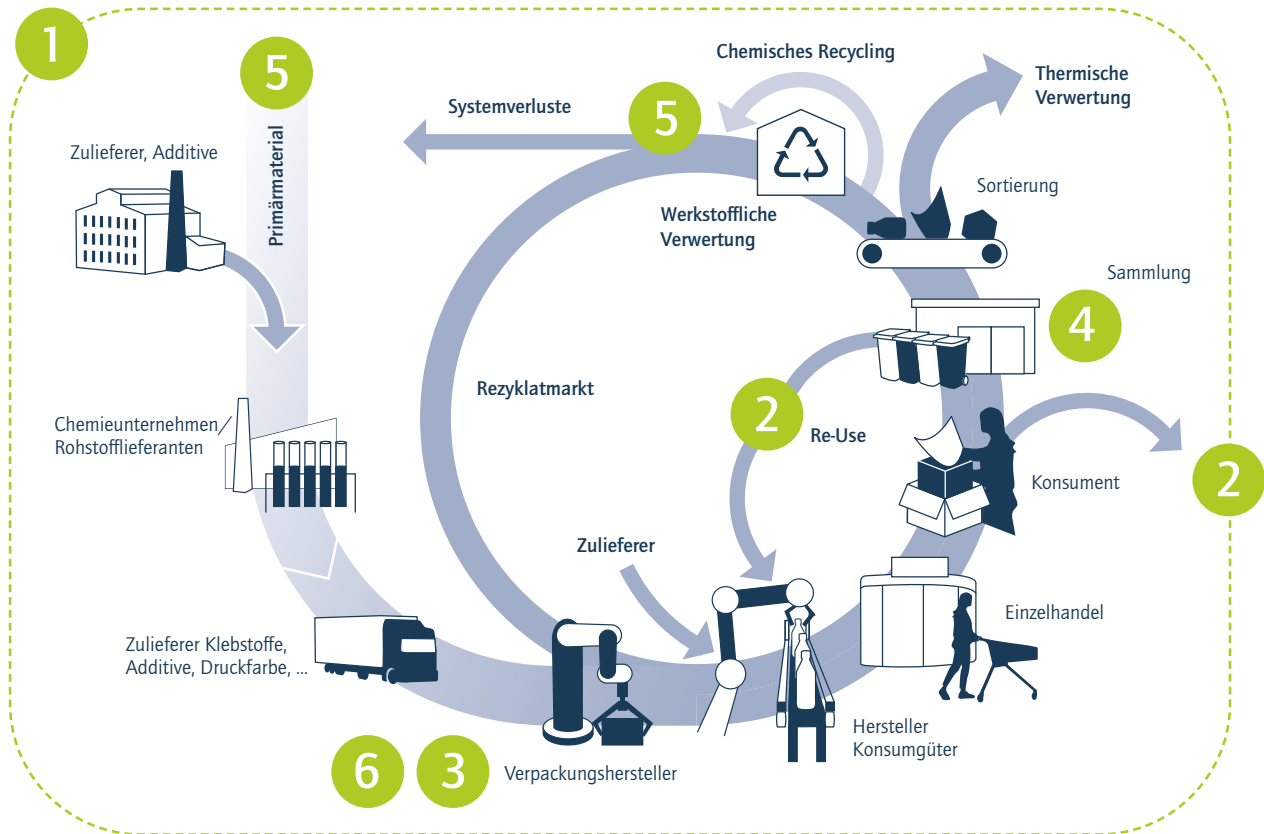 1
5
Primärmaterial
Zulieferer, Additive
Systemverluste
5
Chemisches Recycling
Thermische
Verwertung
Werkstoffliche
Verwertung
Sortierung
Sammlung
4
Rezyklatmarkt
2
Re-Use
2
Konsument
Chemieunternehmen
Rohstofflieferanten
Zulieferer
Einzelhandel
Zulieferer Klebstoffe,
Additive, Druckfarbe, ...
Hersteller
Konsumgüter
6
3
Verpackungshersteller